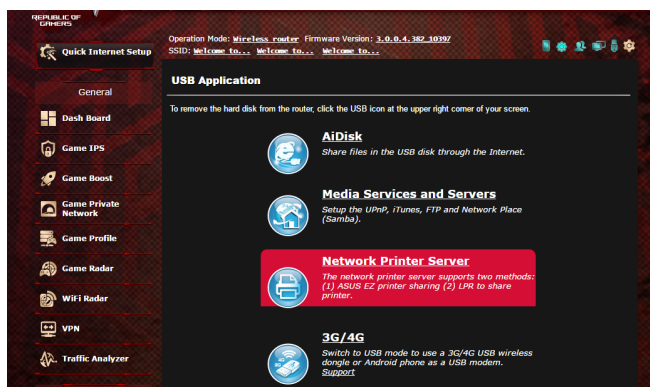 REPUBLIC OF
GAMERS
Operation Mode: Wireless router Firmware Version: 3.0.0.4.382_10397
SSID: Welcome to... Welcome to... Welcome to...
Quick Internet Setup
General
Dash Board
Game IPS
Game Boost
Game Private
Network
Game Profile
Game Radar
WiFi Radar
VPN
Traffic Analyzer
USB Application
To remove the hard disk from the router, click the USB icon at the upper right corner of your screen.
AiDisk
Share files in the USB disk through the Internet.
Media Services and Servers
Setup the UPnP, iTunes, FTP and Network Place
(Samba).
Network Printer Server
The network printer server supports two methods:
(1) ASUS EZ printer sharing (2) LPR to share
printer.
3G/4G
Switch to USB mode to use a 3G/4G USB wireless
dongle or Android phone as a USB modem.
Support